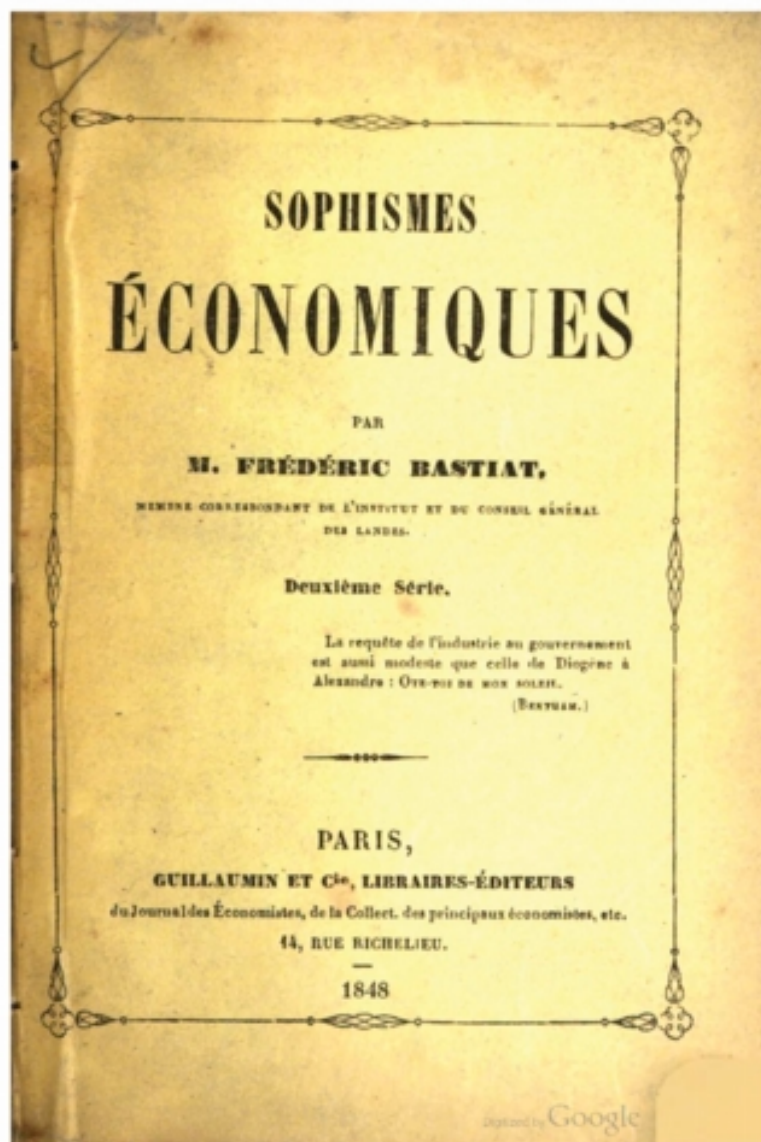 SOPHISMES
ÉCONOMIQUES
PAR
M. FRÉDÉRIC BASTIAT,
MEMBRE CORRESPONDANT DE L'INSTITUT ET DU CONSEIL GÉNÉRAL
DES LANDES.
Deuxième Série.
La requête de l'industrie au gouvernement
est aussi modeste que celle de Diogène à
Alexandre : OTE-TOI DE MON SOLEIL.
(BENTHAM.)
PARIS,
GUILLAUMIN ET Cie, LIBRAIRES-ÉDITEURS
du Journal des Économistes, de la Collect. des principaux économistes, etc.
14, RUE RICHELIEU.
1848
Digitized by Google